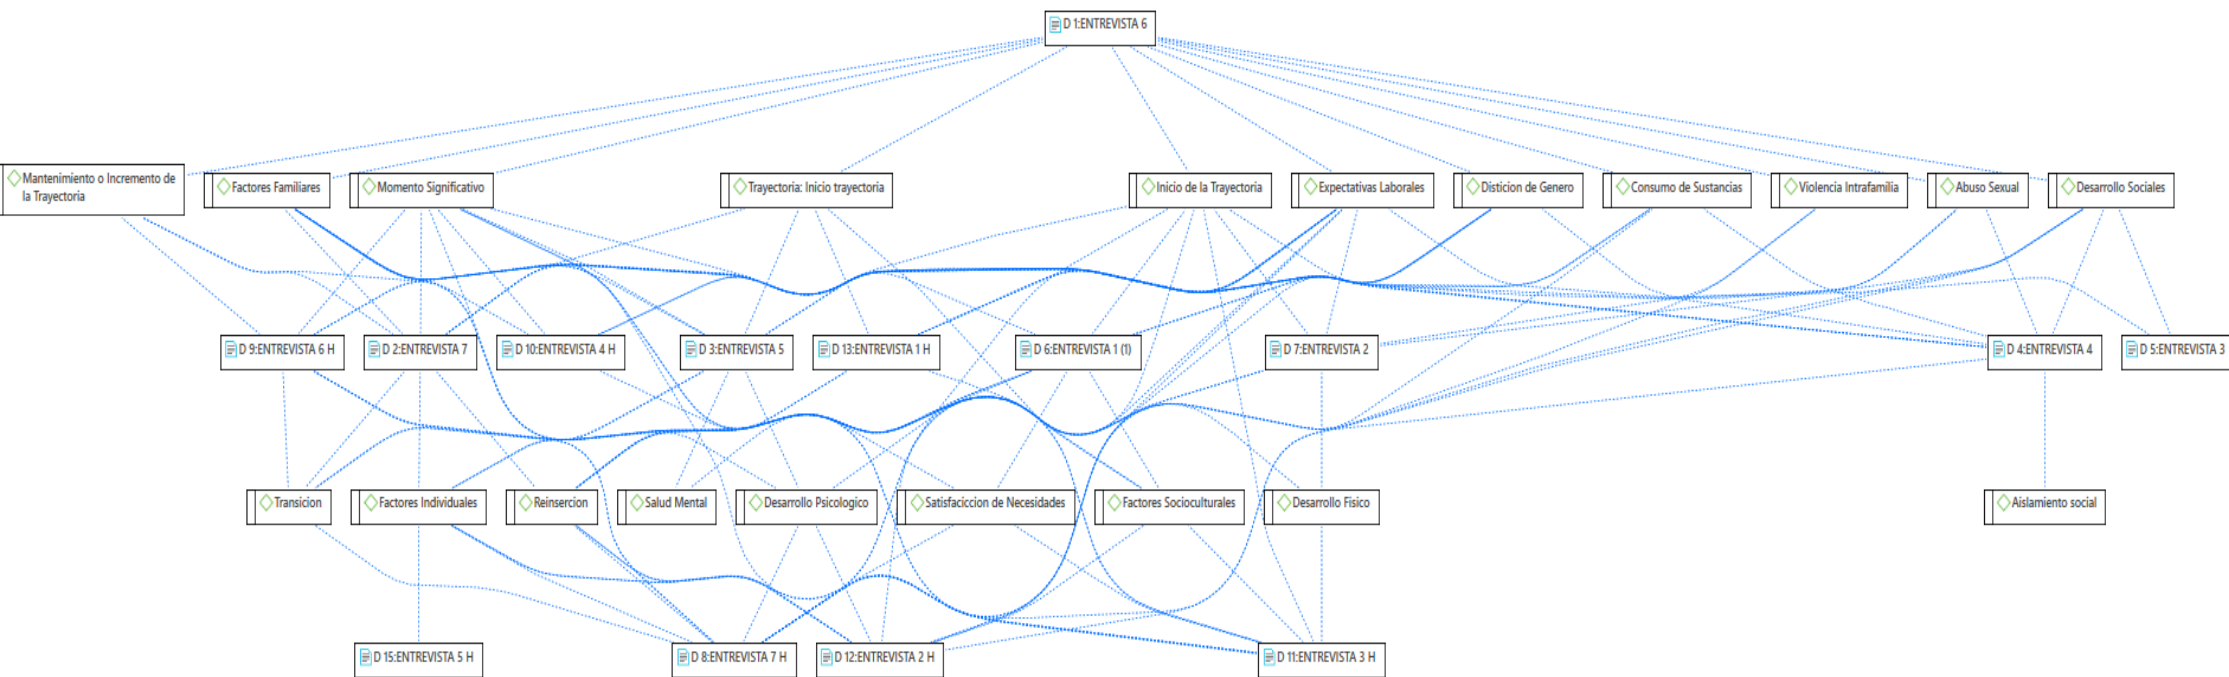 D 1:ENTREVISTA 6
Mantenimiento o Incremento de
la Trayectoria
Factores Familiares
Momento Significativo
Trayectoria: Inicio trayectoria
Inicio de la Trayectoria
Expectativas Laborales
Disticion de Genero
Consumo de Sustancias
Violencia Intrafamilia
Abuso Sexual
Desarrollo Sociales
D 9:ENTREVISTA 6 H
D 2:ENTREVISTA 7
D 10:ENTREVISTA 4 H
D 3:ENTREVISTA 5
D 13:ENTREVISTA 1 H
D 6:ENTREVISTA 1 (1)
D 7:ENTREVISTA 2
D 4:ENTREVISTA 4
D 5:ENTREVISTA 3
Transicion
Factores Individuales
Reinsercion
Salud Mental
Desarrollo Psicologico
Satisfaciccion de Necesidades
Factores Socioculturales
Desarrollo Fisico
Aislamiento social
D 15:ENTREVISTA 5 H
D 8:ENTREVISTA 7 H
D 12:ENTREVISTA 2 H
D 11:ENTREVISTA 3 H